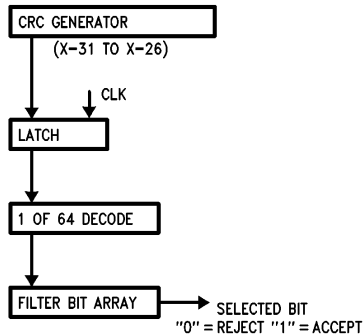 CRC GENERATOR
(X-31 TO X-26)
CLK
LATCH
1 OF 64 DECODE
FILTER BIT ARRAY
SELECTED BIT
"0" = REJECT "1" = ACCEPT